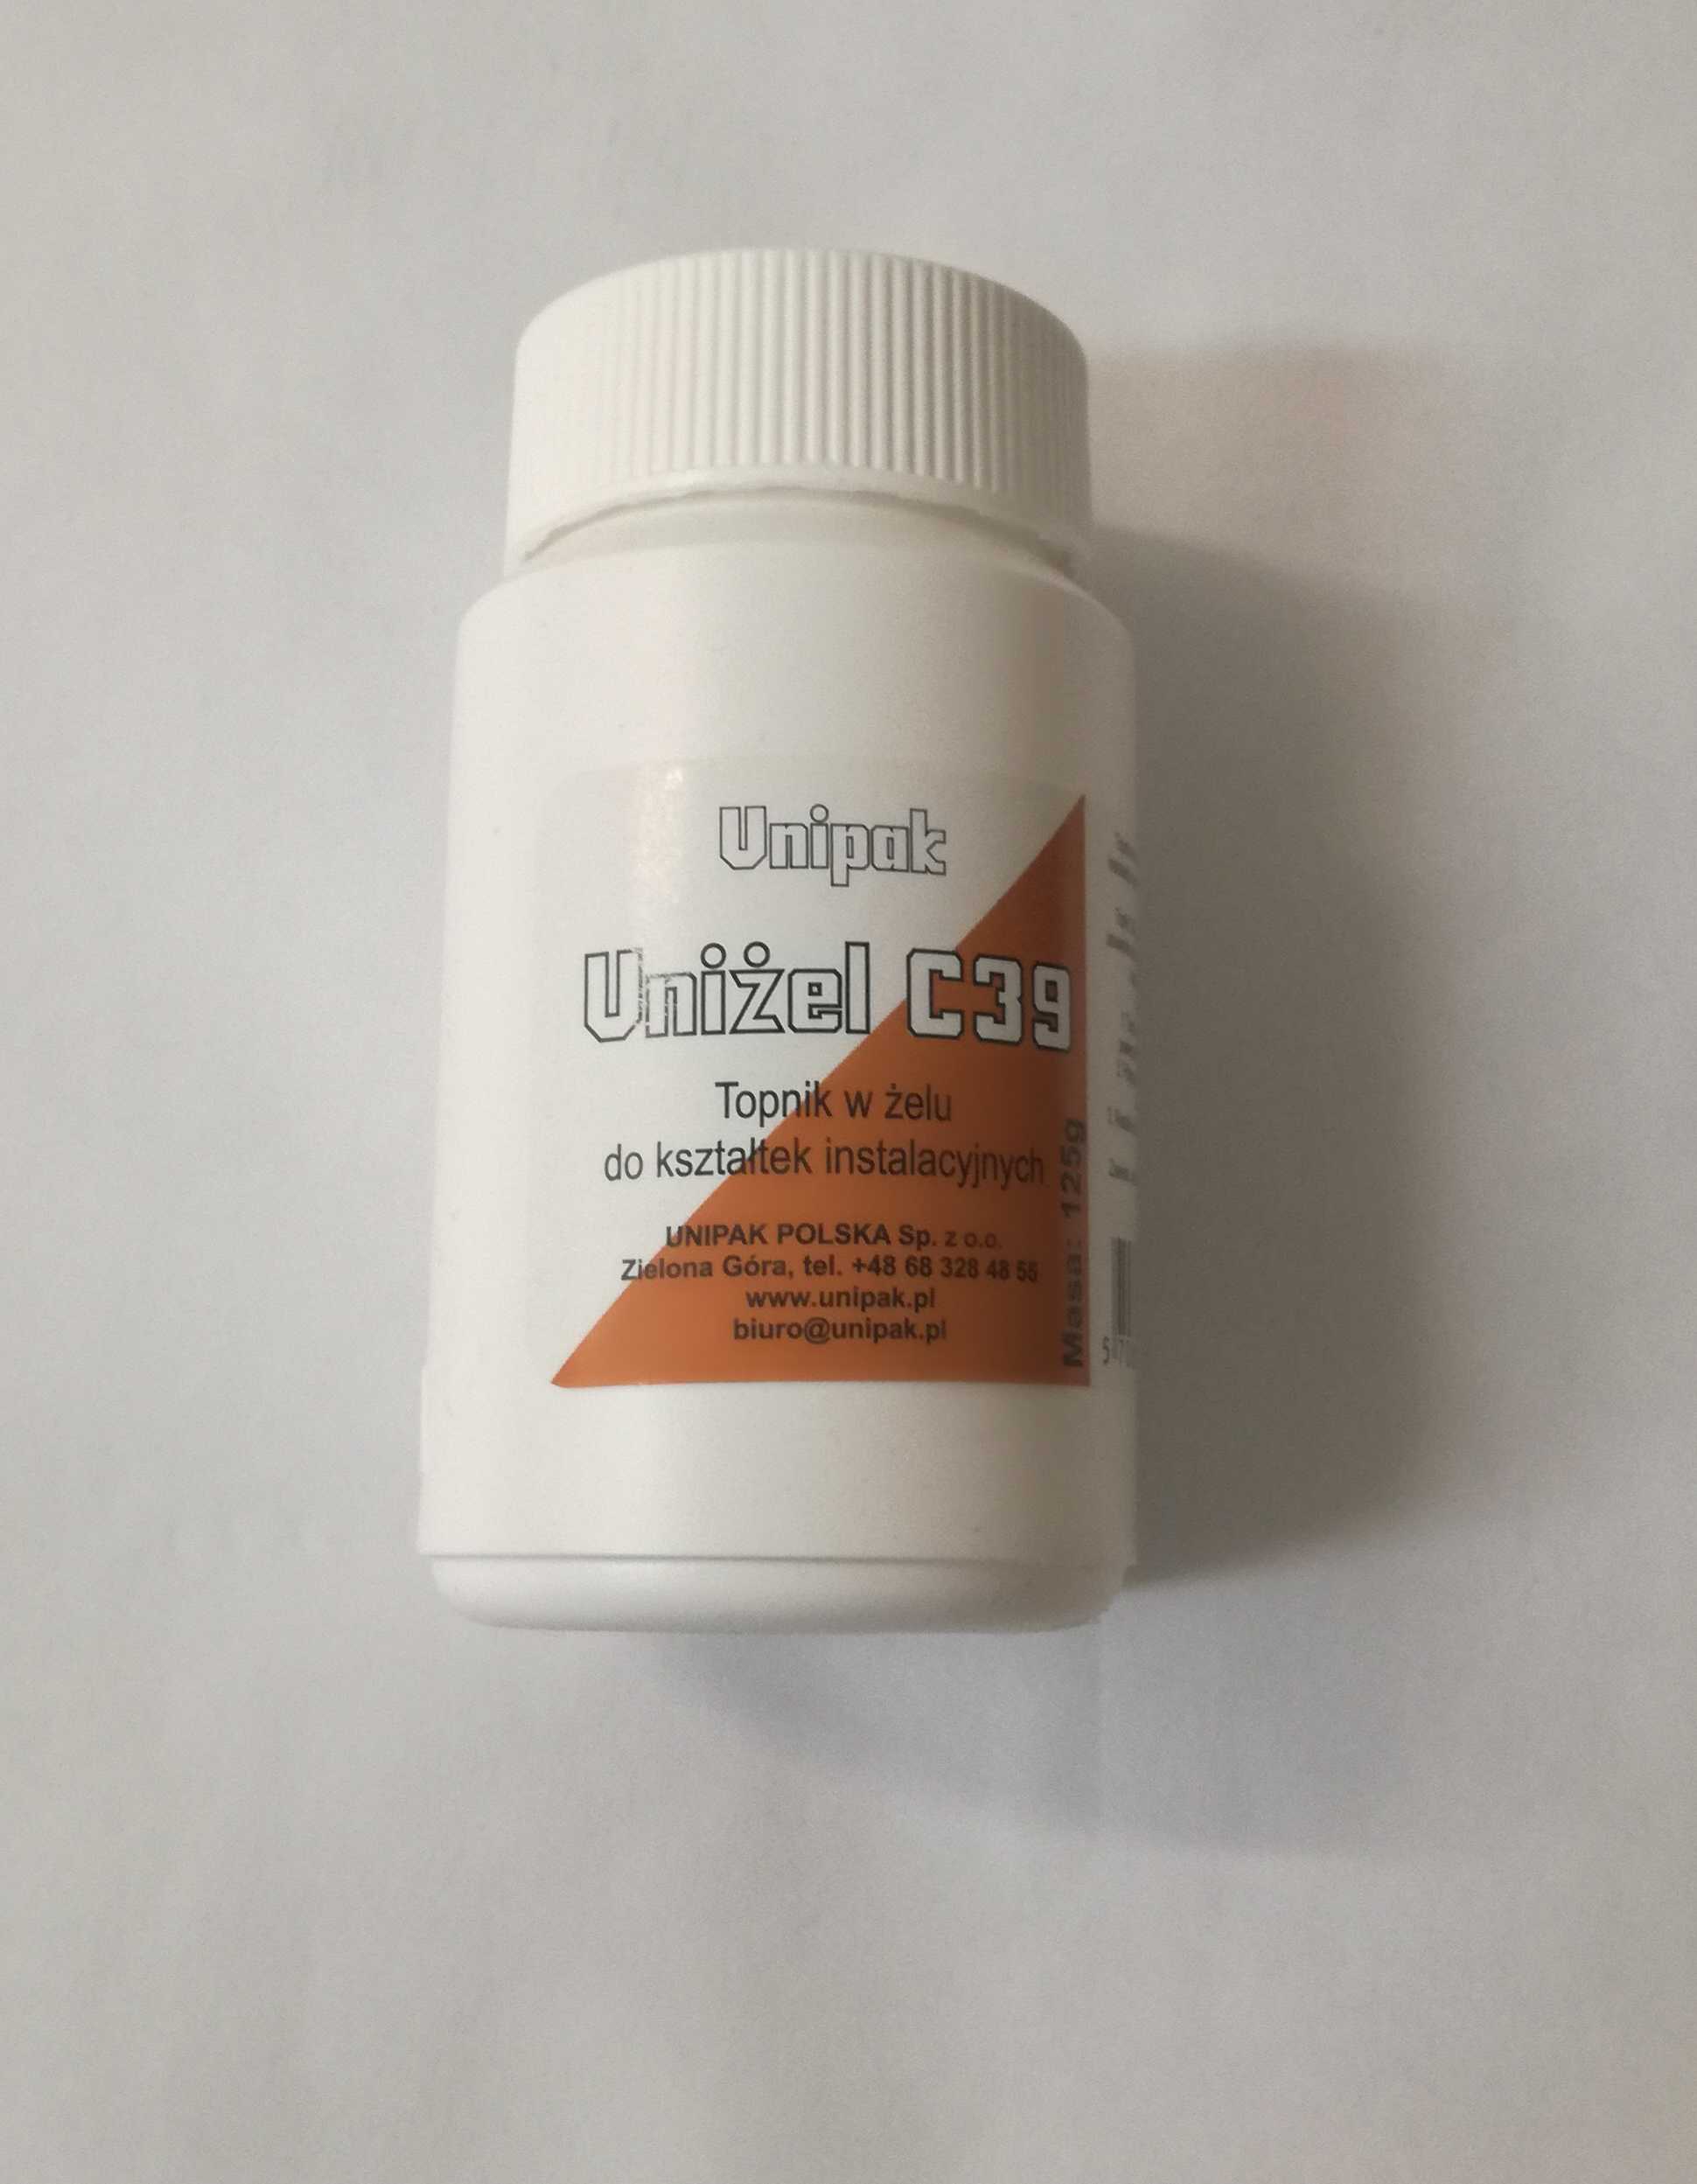 Unipak
Uniżel C39
Topnik w żelu
do kształtek instalacyjnych
UNIPAK POLSKA Sp. z o.o.
Zielona Góra, tel. +48 68 328 48 55
www.unipak.pl
biuro@unipak.pl
Masa: 125g